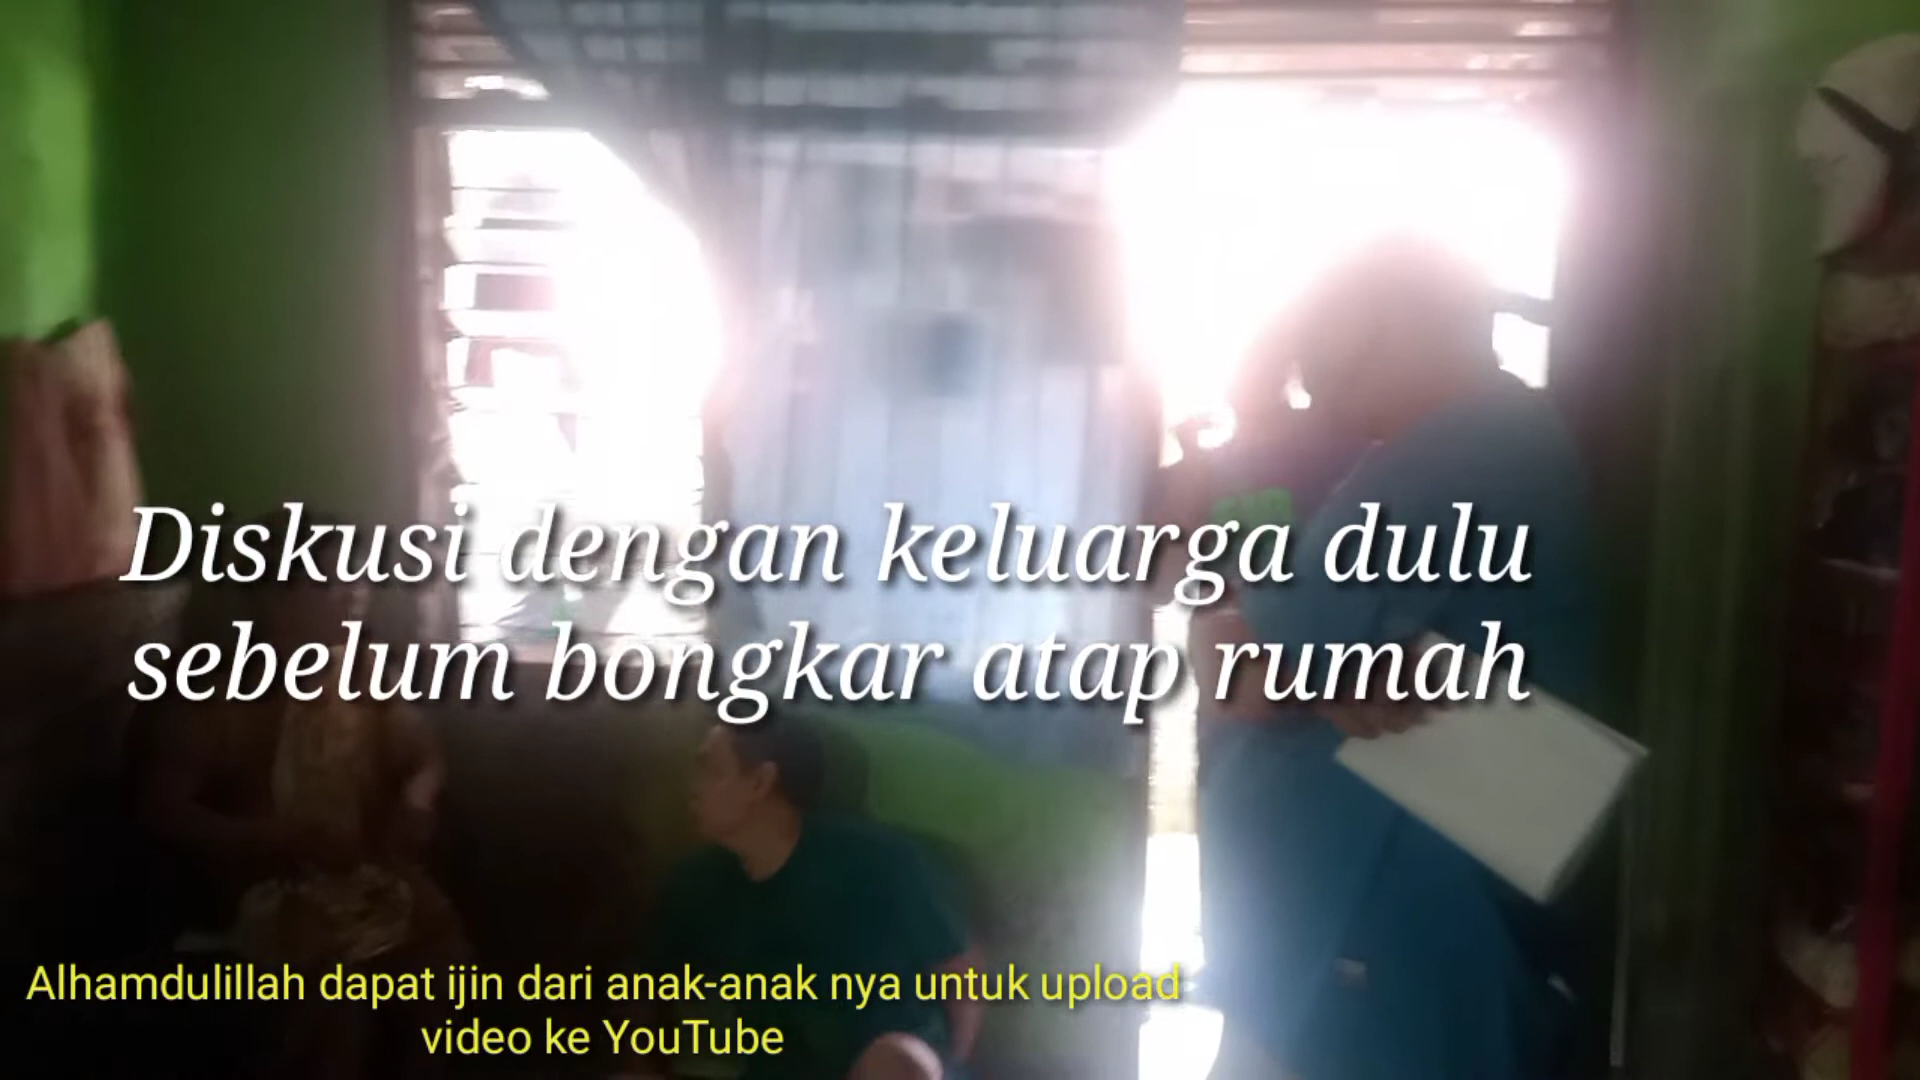 Diskusi dengan keluarga dulu
sebelum bongkar atap rumah
Alhamdulillah dapat ijin dari anak-anak nya untuk upload
video ke YouTube